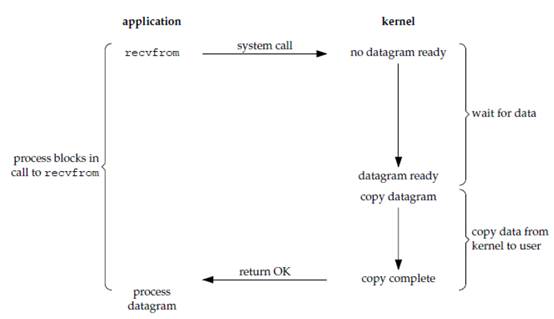 application
kernel
recvfrom
system call
no datagram ready
wait for data
process blocks in
call to recvfrom
datagram ready
copy datagram
copy data from
kernel to user
return OK
copy complete
process
datagram